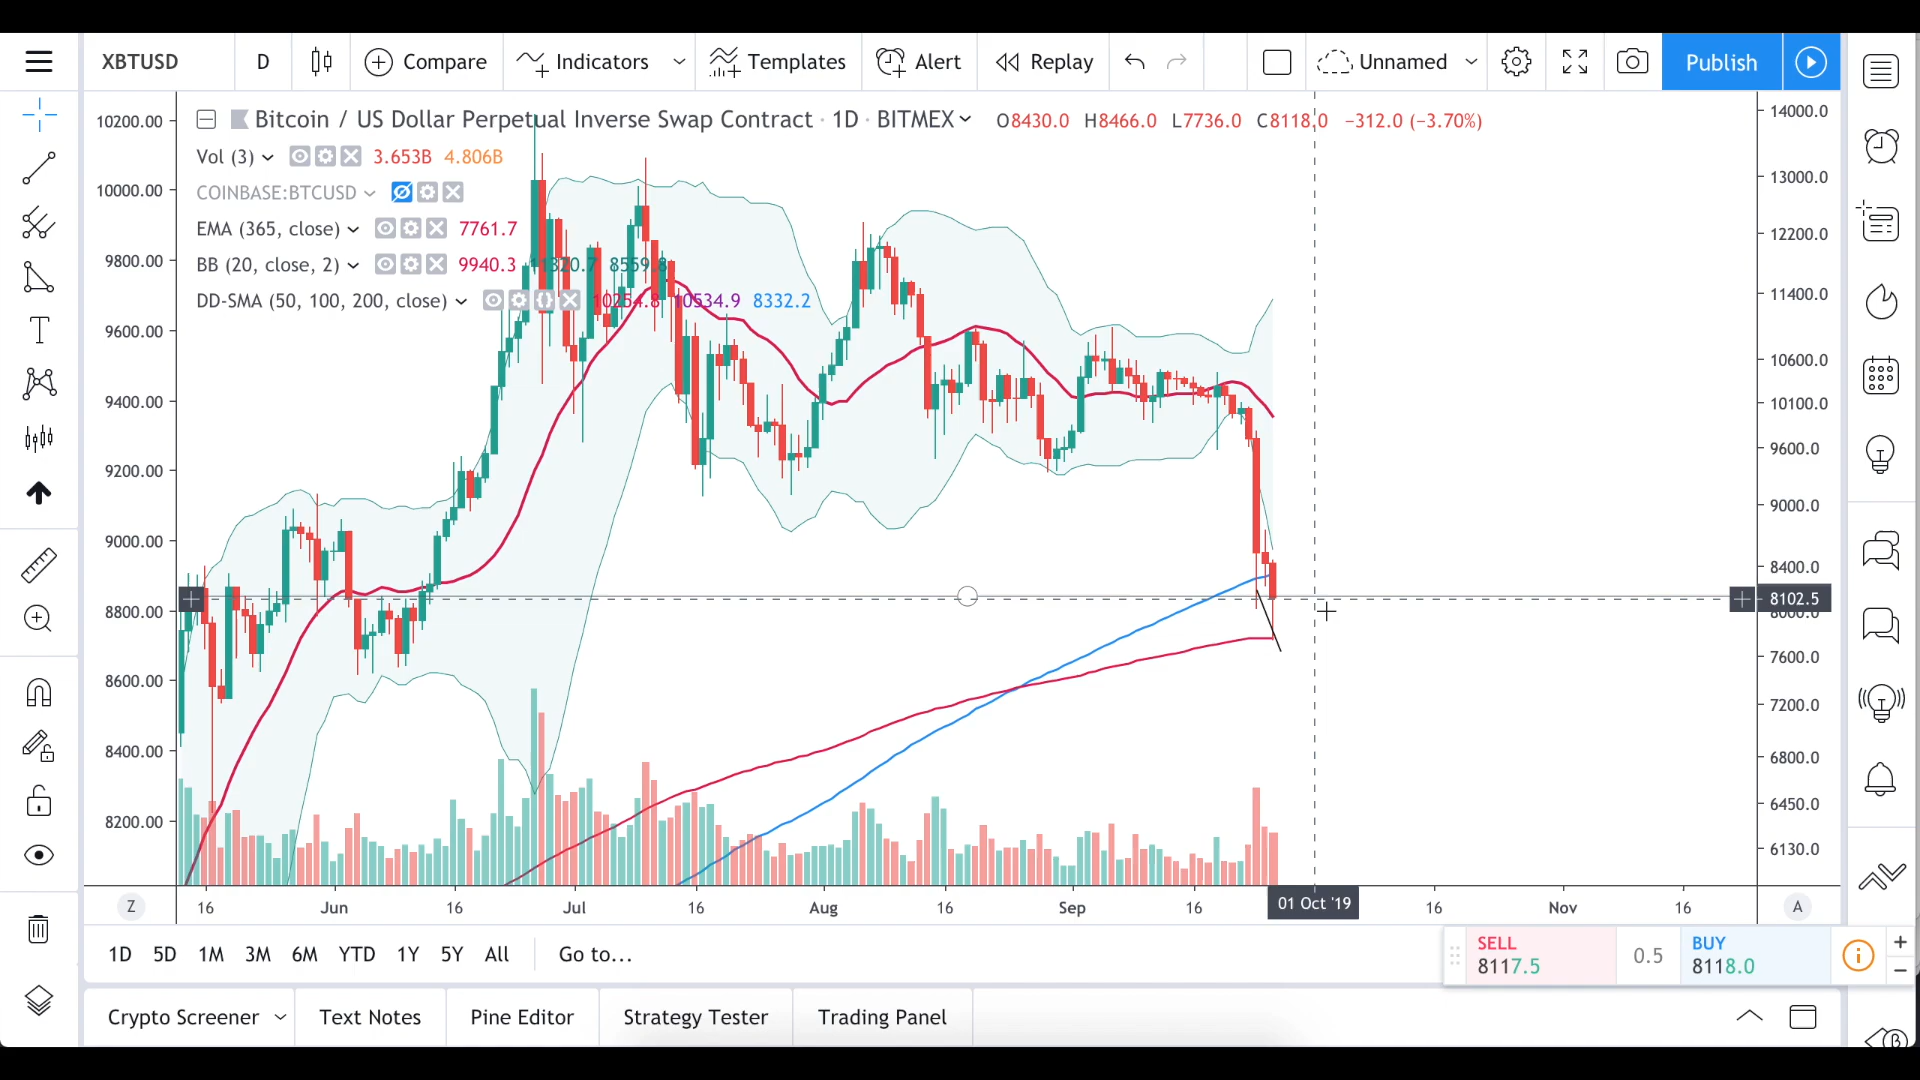 XBTUSD D Compare Indicators Templates Alert Replay Unnamed Publish
Bitcoin / US Dollar Perpetual Inverse Swap Contract · 1D · BITMEX O8430.0 H8466.0 L7736.0 C8118.0 −312.0 (−3.70%)
Vol (3) 3.653B 4.806B
COINBASE:BTCUSD
EMA (365, close) 7761.7
BB (20, close, 2) 9940.3 11320.7 8559.8
DD-SMA (50, 100, 200, close) 10254.8 10534.9 8332.2
10200.00
10000.00
9800.00
9600.00
9400.00
9200.00
9000.00
8800.00
8600.00
8400.00
8200.00
14000.0
13000.0
12200.0
11400.0
10600.0
10100.0
9600.0
9000.0
8400.0
8102.5
8000.0
7600.0
7200.0
6800.0
6450.0
6130.0
Z 16 Jun 16 Jul 16 Aug 16 Sep 16 01 Oct '19 16 Nov 16 A
1D 5D 1M 3M 6M YTD 1Y 5Y All Go to...
SELL
8117.5
0.5
BUY
8118.0
Crypto Screener Text Notes Pine Editor Strategy Tester Trading Panel